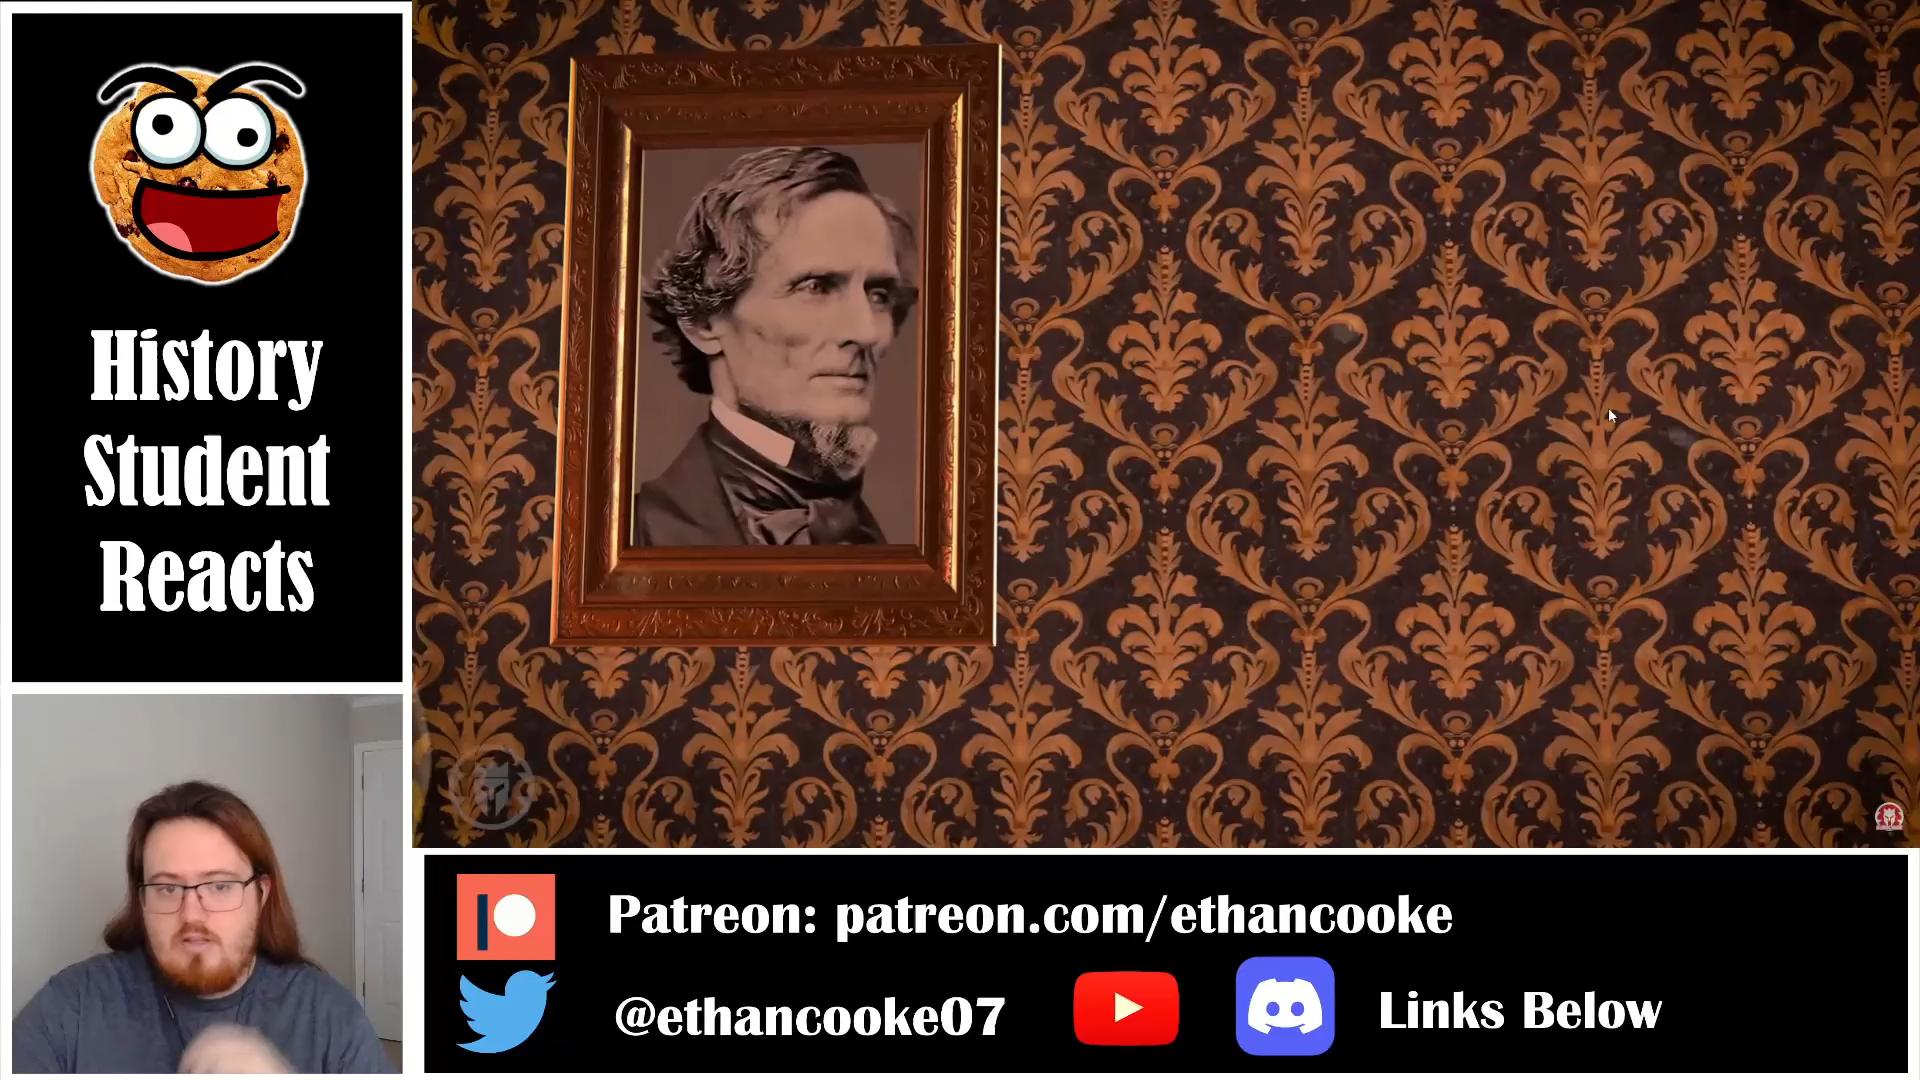 History
Student
Reacts
Patreon: patreon.com/ethancooke
@ethancooke07
Links Below